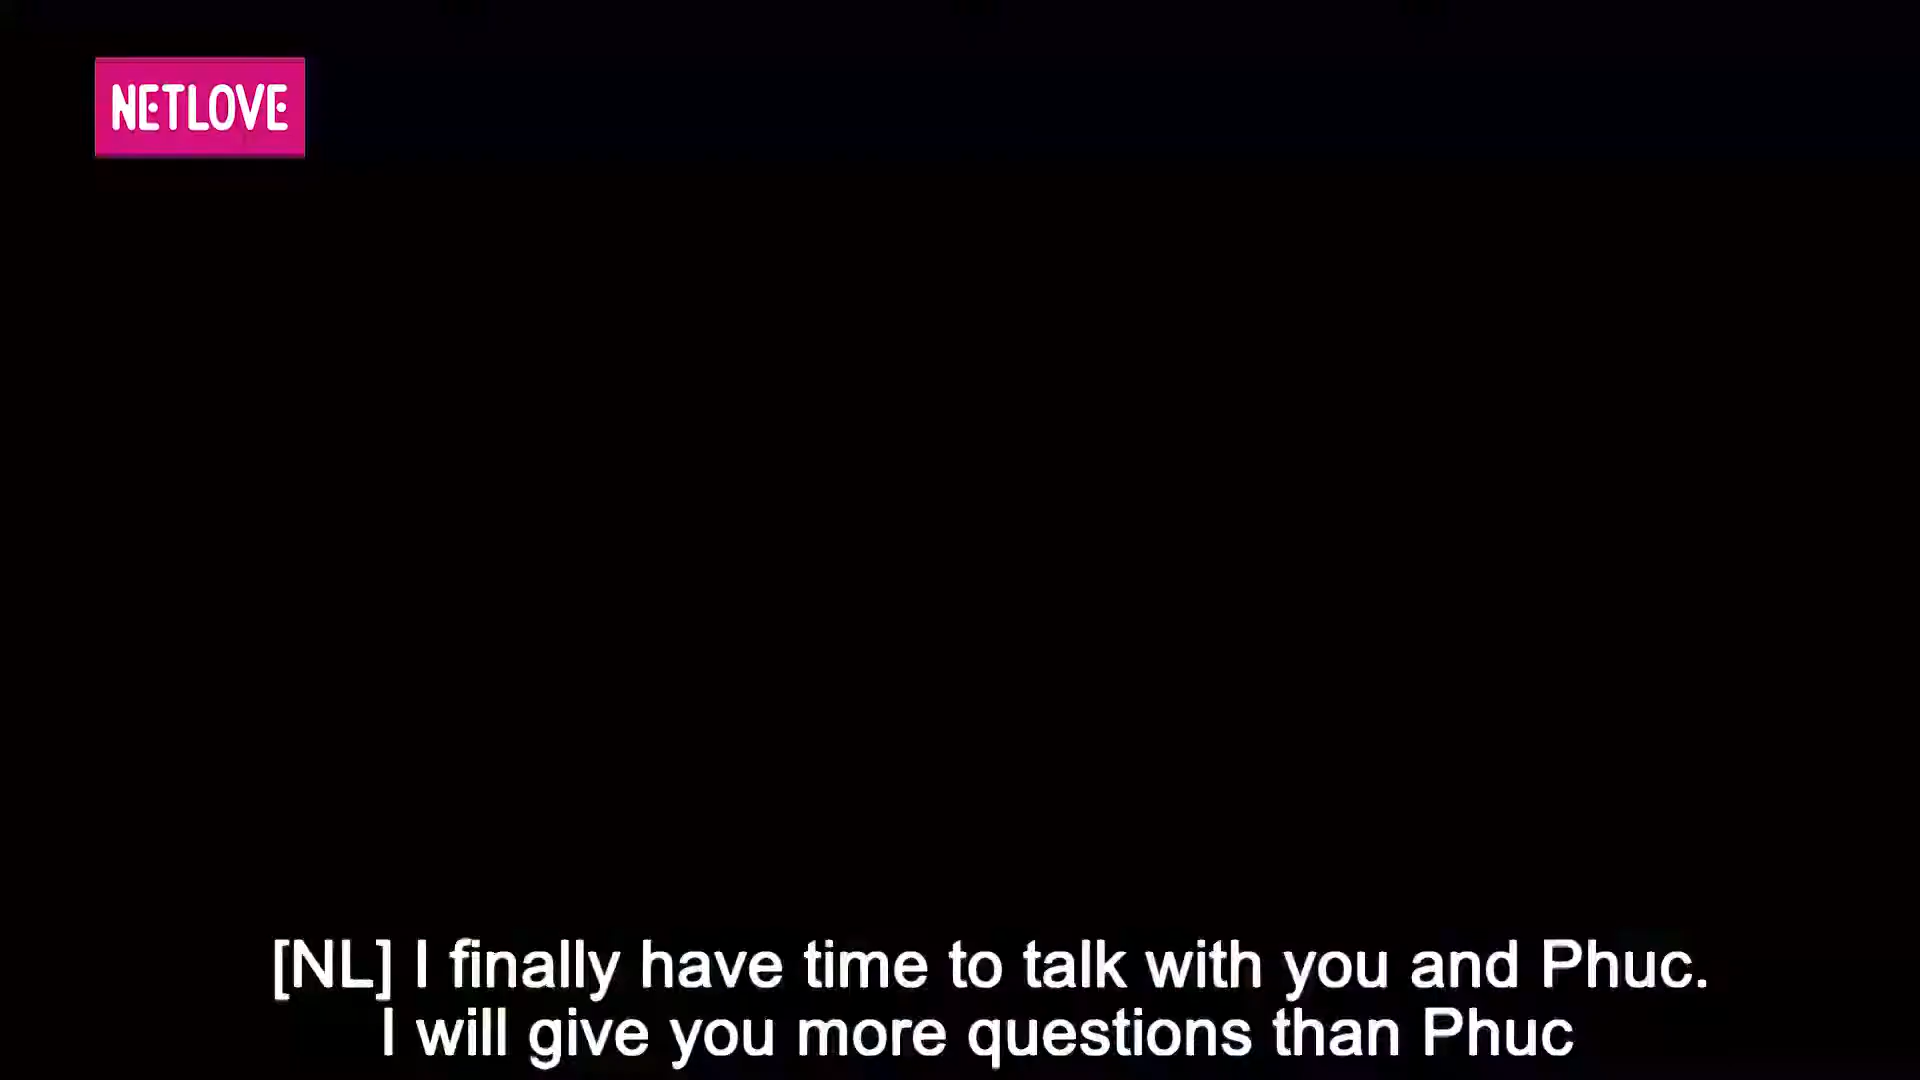 NETLOVE
[NL] I finally have time to talk with you and Phuc.
I will give you more questions than Phuc